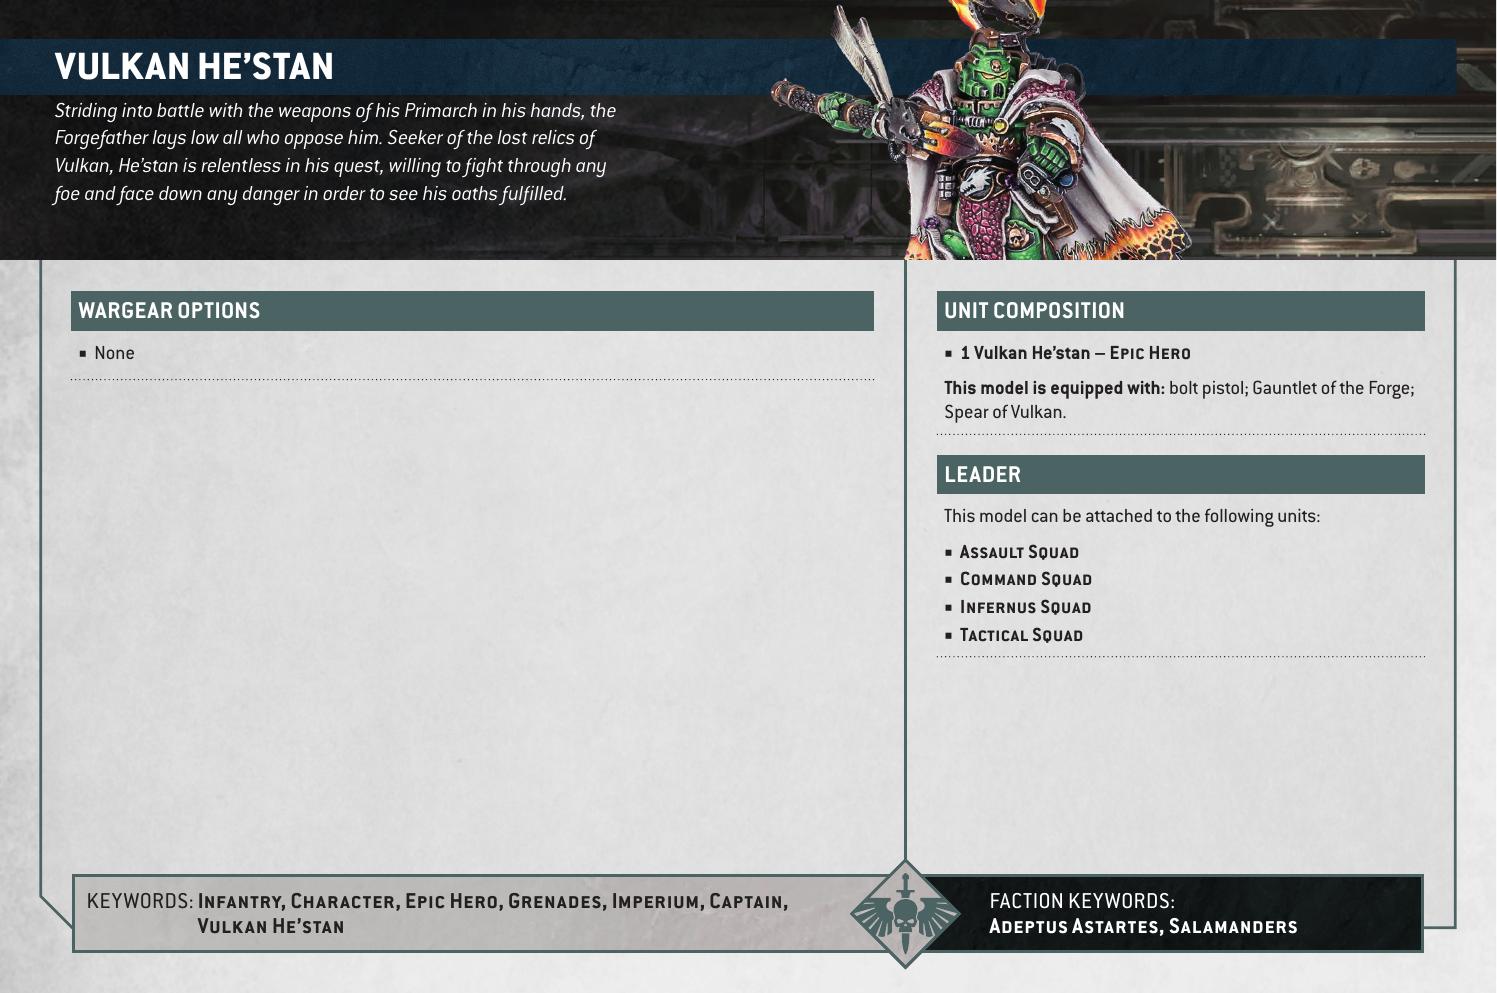 VULKAN HE’STAN
Striding into battle with the weapons of his Primarch in his hands, the
Forgefather lays low all who oppose him. Seeker of the lost relics of
Vulkan, He’stan is relentless in his quest, willing to fight through any
foe and face down any danger in order to see his oaths fulfilled.
WARGEAR OPTIONS
▪ None
UNIT COMPOSITION
▪ 1 Vulkan He’stan – Epic Hero
This model is equipped with: bolt pistol; Gauntlet of the Forge;
Spear of Vulkan.
LEADER
This model can be attached to the following units:
▪ Assault Squad
▪ Command Squad
▪ Infernus Squad
▪ Tactical Squad
KEYWORDS: Infantry, Character, Epic Hero, Grenades, Imperium, Captain,
Vulkan He’stan
FACTION KEYWORDS:
Adeptus Astartes, Salamanders